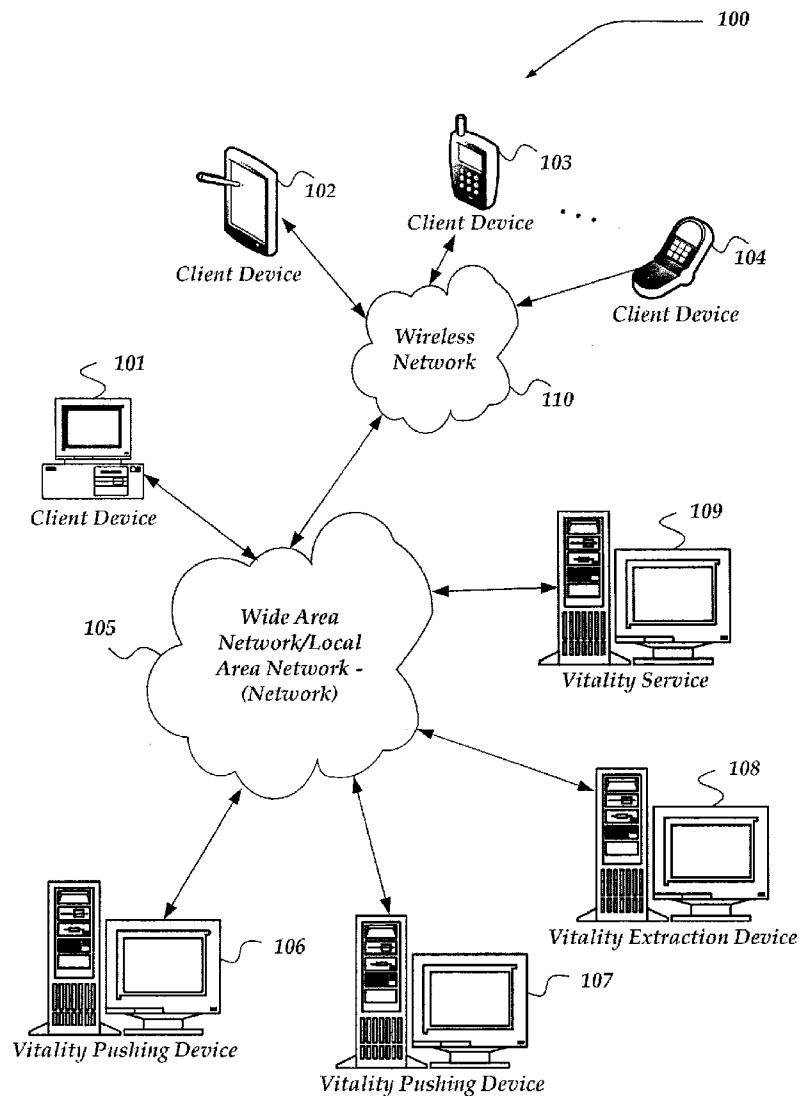 100
102
Client Device
103
Client Device
. . .
104
Client Device
Wireless
Network
110
101
Client Device
105
Wide Area
Network/Local
Area Network -
(Network)
109
Vitality Service
108
Vitality Extraction Device
106
Vitality Pushing Device
107
Vitality Pushing Device